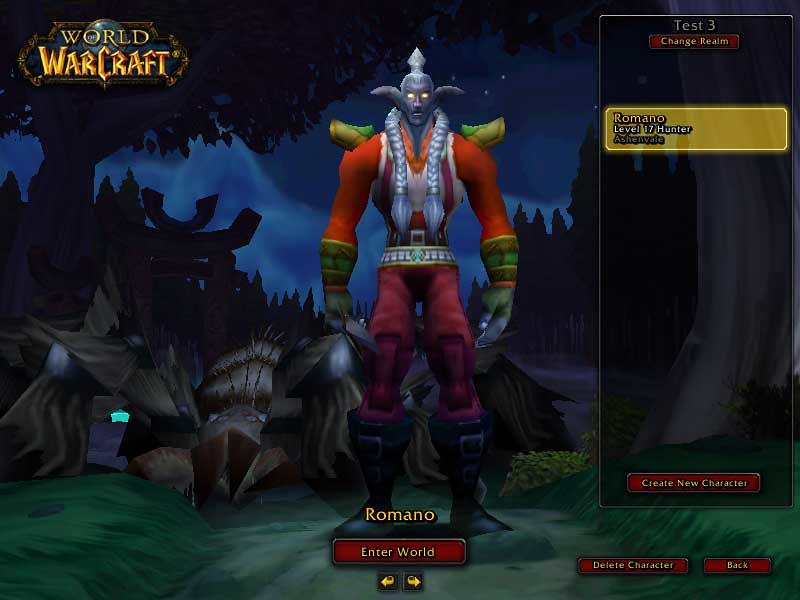 WORLD
OF
WARCRAFT®
Test 3
Change Realm
Romano
Level 17 Hunter
Ashenvale
Create New Character
Romano
Enter World
Delete Character
Back